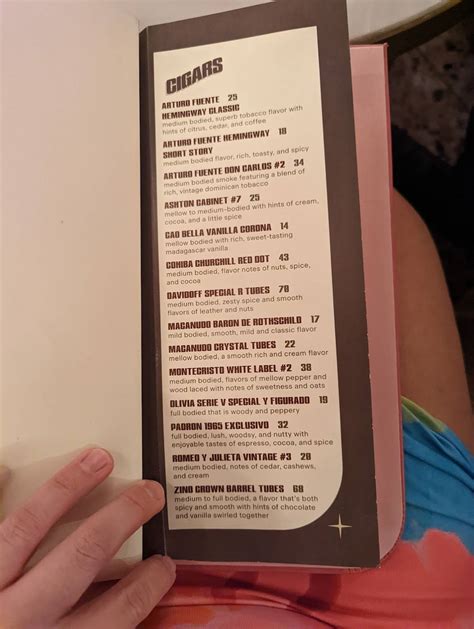 CIGARS
ARTURO FUENTE 25
HEMINGWAY CLASSIC
medium bodied, superb tobacco flavor with
hints of citrus, cedar, and coffee
ARTURO FUENTE HEMINGWAY 18
SHORT STORY
medium bodied flavor, rich, toasty, and spicy
ARTURO FUENTE DON CARLOS #2 34
medium bodied smoke featuring a blend of
rich, vintage dominican tobacco
ASHTON CABINET #7 25
mellow to medium-bodied with hints of cream,
cocoa, and a little spice
CAO BELLA VANILLA CORONA 14
mellow bodied with rich, sweet-tasting
madagascar vanilla
COHIBA CHURCHILL RED DOT 43
medium bodied, flavor notes of nuts, spice,
and cocoa
DAVIDOFF SPECIAL R TUBES 70
medium bodied, zesty spice and smooth
flavors of leather and nuts
MACANUDO BARON DE ROTHSCHILD 17
mild bodied, smooth, mild and classic flavor
MACANUDO CRYSTAL TUBES 22
mellow bodied, a smooth rich and cream flavor
MONTECRISTO WHITE LABEL #2 38
medium bodied, flavors of mellow pepper and
wood laced with notes of sweetness and oats
OLIVIA SERIE V SPECIAL Y FIGURADO 19
full bodied that is woody and peppery
PADRON 1965 EXCLUSIVO 32
full bodied, lush, woodsy, and nutty with
enjoyable tastes of espresso, cocoa, and spice
ROMEO Y JULIETA VINTAGE #3 20
medium bodied, notes of cedar, cashews,
and cream
ZINO CROWN BARREL TUBES 68
medium to full bodied, a flavor that's both
spicy and smooth with hints of chocolate
and vanilla swirled together